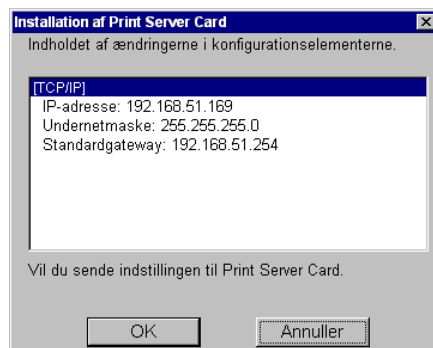 Installation af Print Server Card
Indholdet af ændringerne i konfigurationselementerne.
[TCP/IP]
IP-adresse: 192.168.51.169
Undernetmaske: 255.255.255.0
Standardgateway: 192.168.51.254
Vil du sende indstillingen til Print Server Card.
OK
Annuller